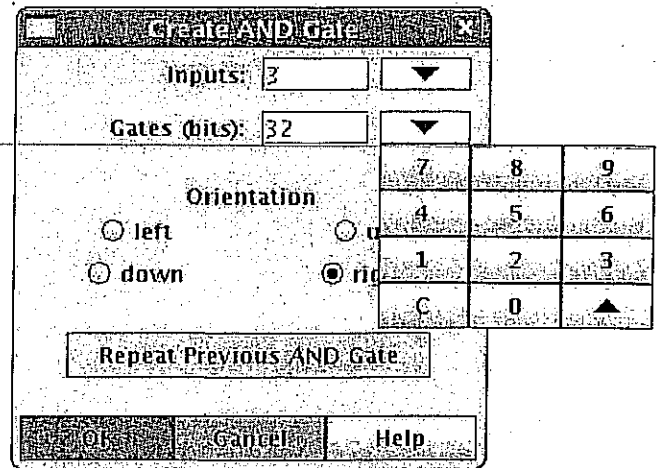 Create AND Gate
Inputs: 3
Gates (bits): 32
7 8 9
Orientation
4 5 6
left u
1 2 3
down rig
C 0
Repeat Previous AND Gate
OK Cancel Help